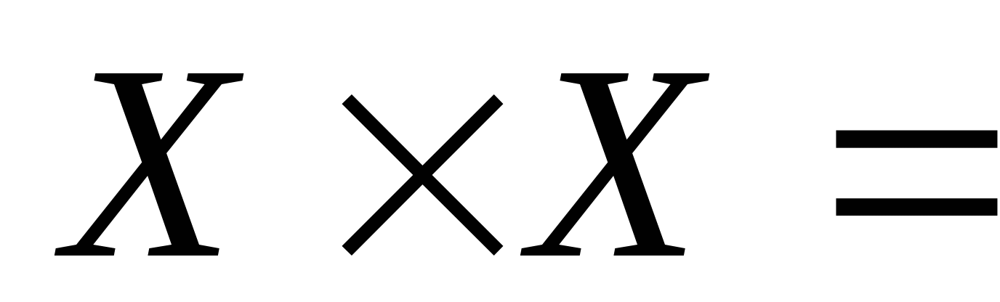 X × X =